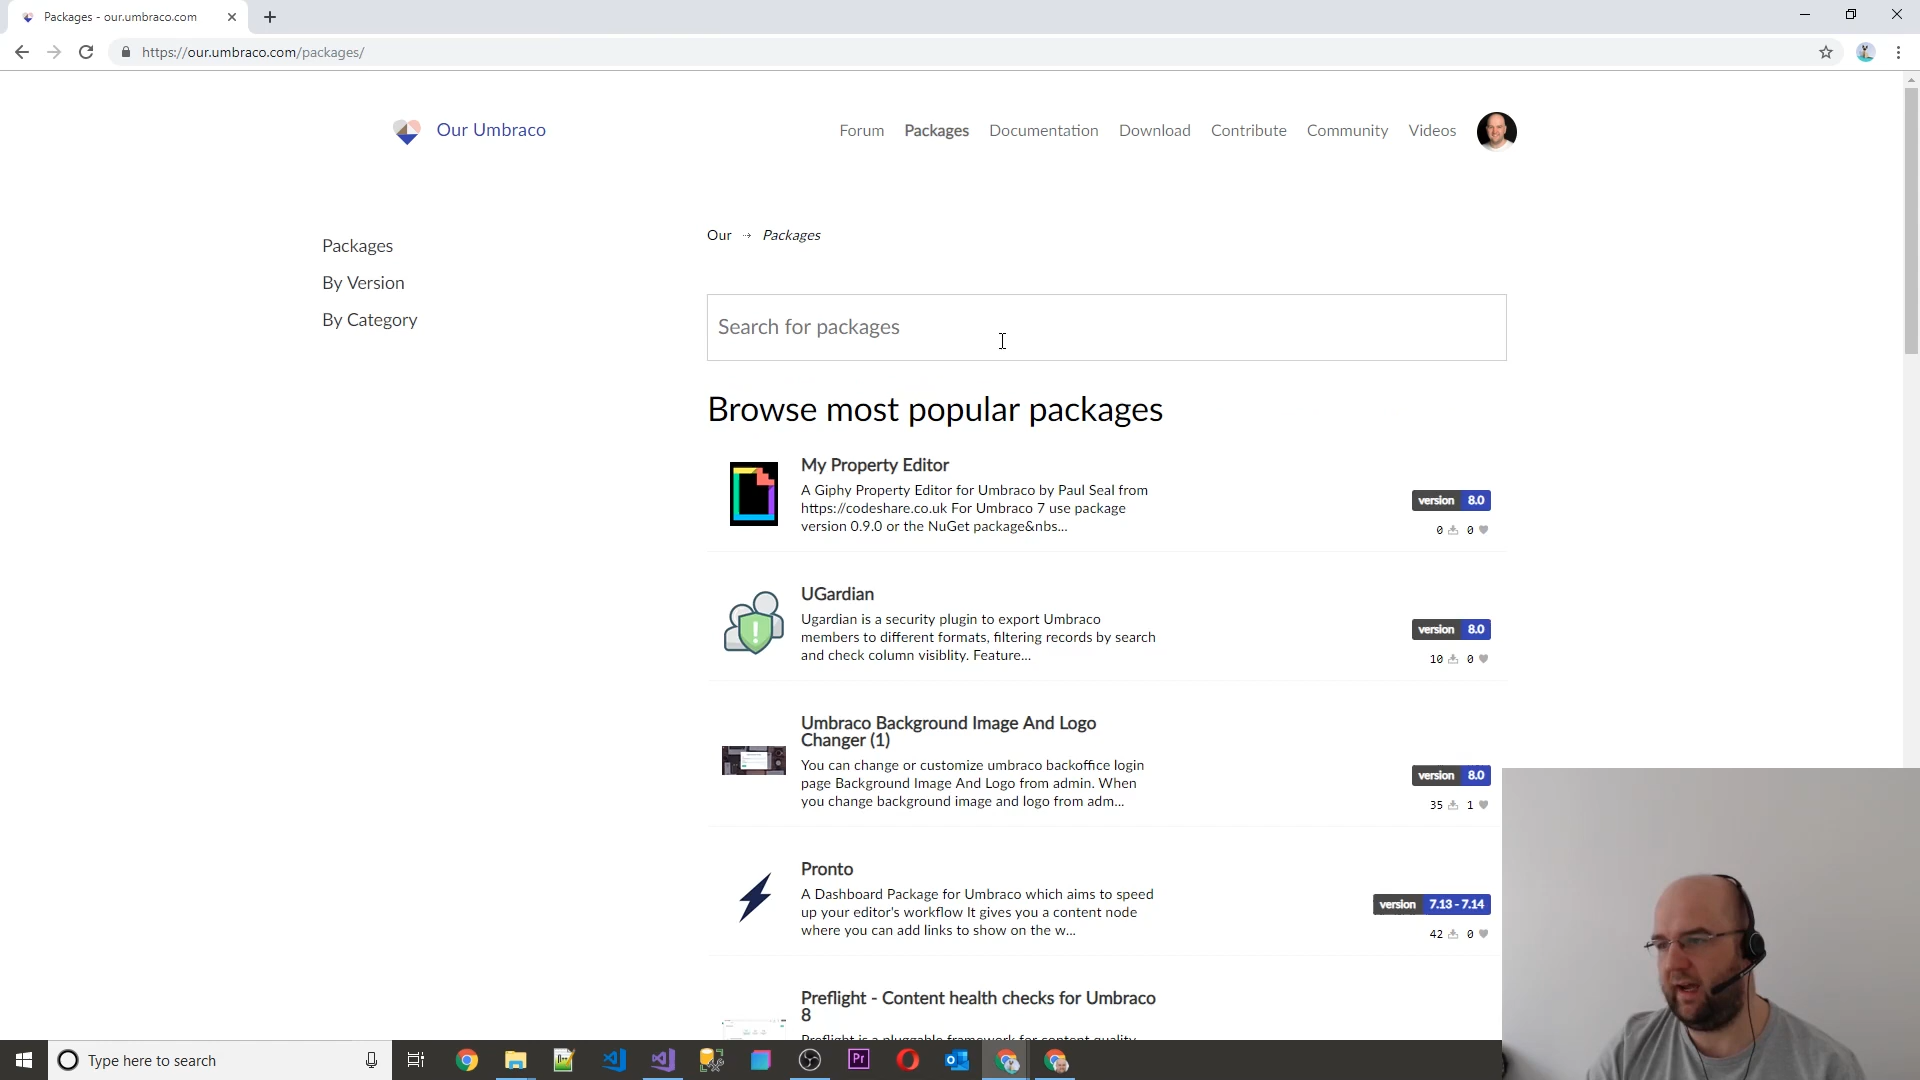 Packages - our.umbraco.com
https://our.umbraco.com/packages/
Our Umbraco
Forum Packages Documentation Download Contribute Community Videos
Packages
By Version
By Category
Our → Packages
Search for packages
Browse most popular packages
My Property Editor
A Giphy Property Editor for Umbraco by Paul Seal from
https://codeshare.co.uk For Umbraco 7 use package
version 0.9.0 or the NuGet package&nbs...
version 8.0
0 0
UGardian
Ugardian is a security plugin to export Umbraco
members to different formats, filtering records by search
and check column visiblity. Feature...
version 8.0
10 0
Umbraco Background Image And Logo
Changer (1)
You can change or customize umbraco backoffice login
page Background Image And Logo from admin. When
you change background image and logo from adm...
version 8.0
35 1
Pronto
A Dashboard Package for Umbraco which aims to speed
up your editor's workflow It gives you a content node
where you can add links to show on the w...
version 7.13 - 7.14
42 0
Preflight - Content health checks for Umbraco
8
Preflight is a pluggable framework for content quality
Type here to search
Pr